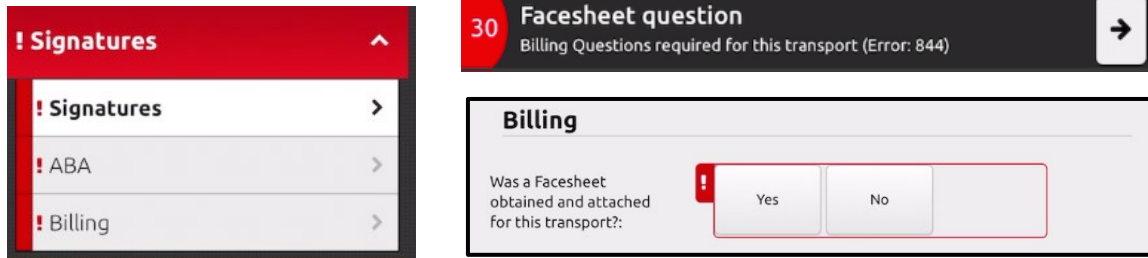 ! Signatures
! Signatures
! ABA
! Billing
30
Facesheet question
Billing Questions required for this transport (Error: 844)
Billing
Was a Facesheet
obtained and attached
for this transport?:
!
Yes
No